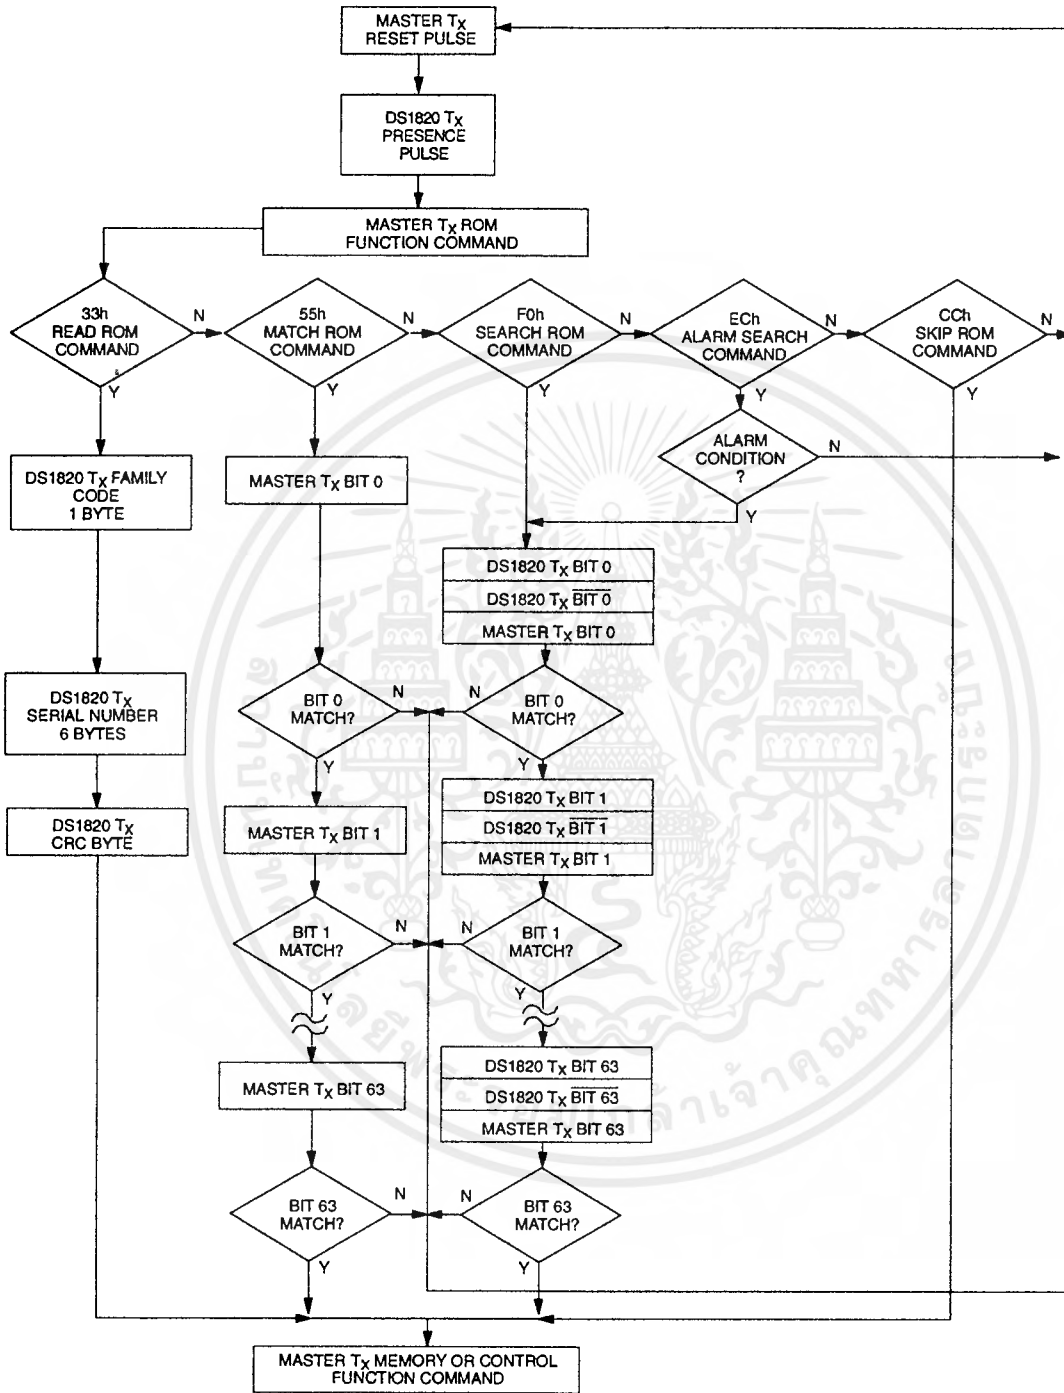 MASTER TX
RESET PULSE
DS1820 TX
PRESENCE
PULSE
MASTER TX ROM
FUNCTION COMMAND
33h
READ ROM
COMMAND
N
Y
55h
MATCH ROM
COMMAND
N
Y
F0h
SEARCH ROM
COMMAND
N
Y
ECh
ALARM SEARCH
COMMAND
N
Y
CCh
SKIP ROM
COMMAND
N
Y
ALARM
CONDITION
?
N
Y
DS1820 TX FAMILY
CODE
1 BYTE
DS1820 TX
SERIAL NUMBER
6 BYTES
DS1820 TX
CRC BYTE
MASTER TX BIT 0
BIT 0
MATCH?
N
Y
MASTER TX BIT 1
BIT 1
MATCH?
N
Y
MASTER TX BIT 63
BIT 63
MATCH?
N
Y
DS1820 TX BIT 0
DS1820 TX BIT 0
MASTER TX BIT 0
BIT 0
MATCH?
N
Y
DS1820 TX BIT 1
DS1820 TX BIT 1
MASTER TX BIT 1
BIT 1
MATCH?
N
Y
DS1820 TX BIT 63
DS1820 TX BIT 63
MASTER TX BIT 63
BIT 63
MATCH?
N
Y
MASTER TX MEMORY OR CONTROL
FUNCTION COMMAND